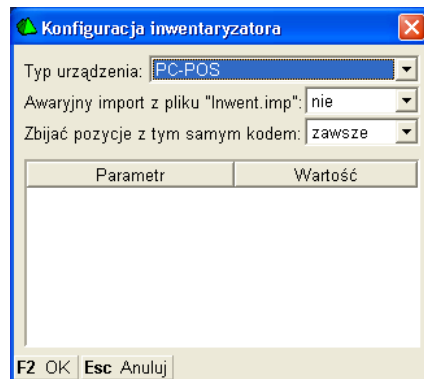 Konfiguracja inwentaryzatora
Typ urządzenia: PC-POS
Awaryjny import z pliku "Inwent.imp": nie
Zbijać pozycje z tym samym kodem: zawsze
Parametr Wartość
F2 OK Esc Anuluj